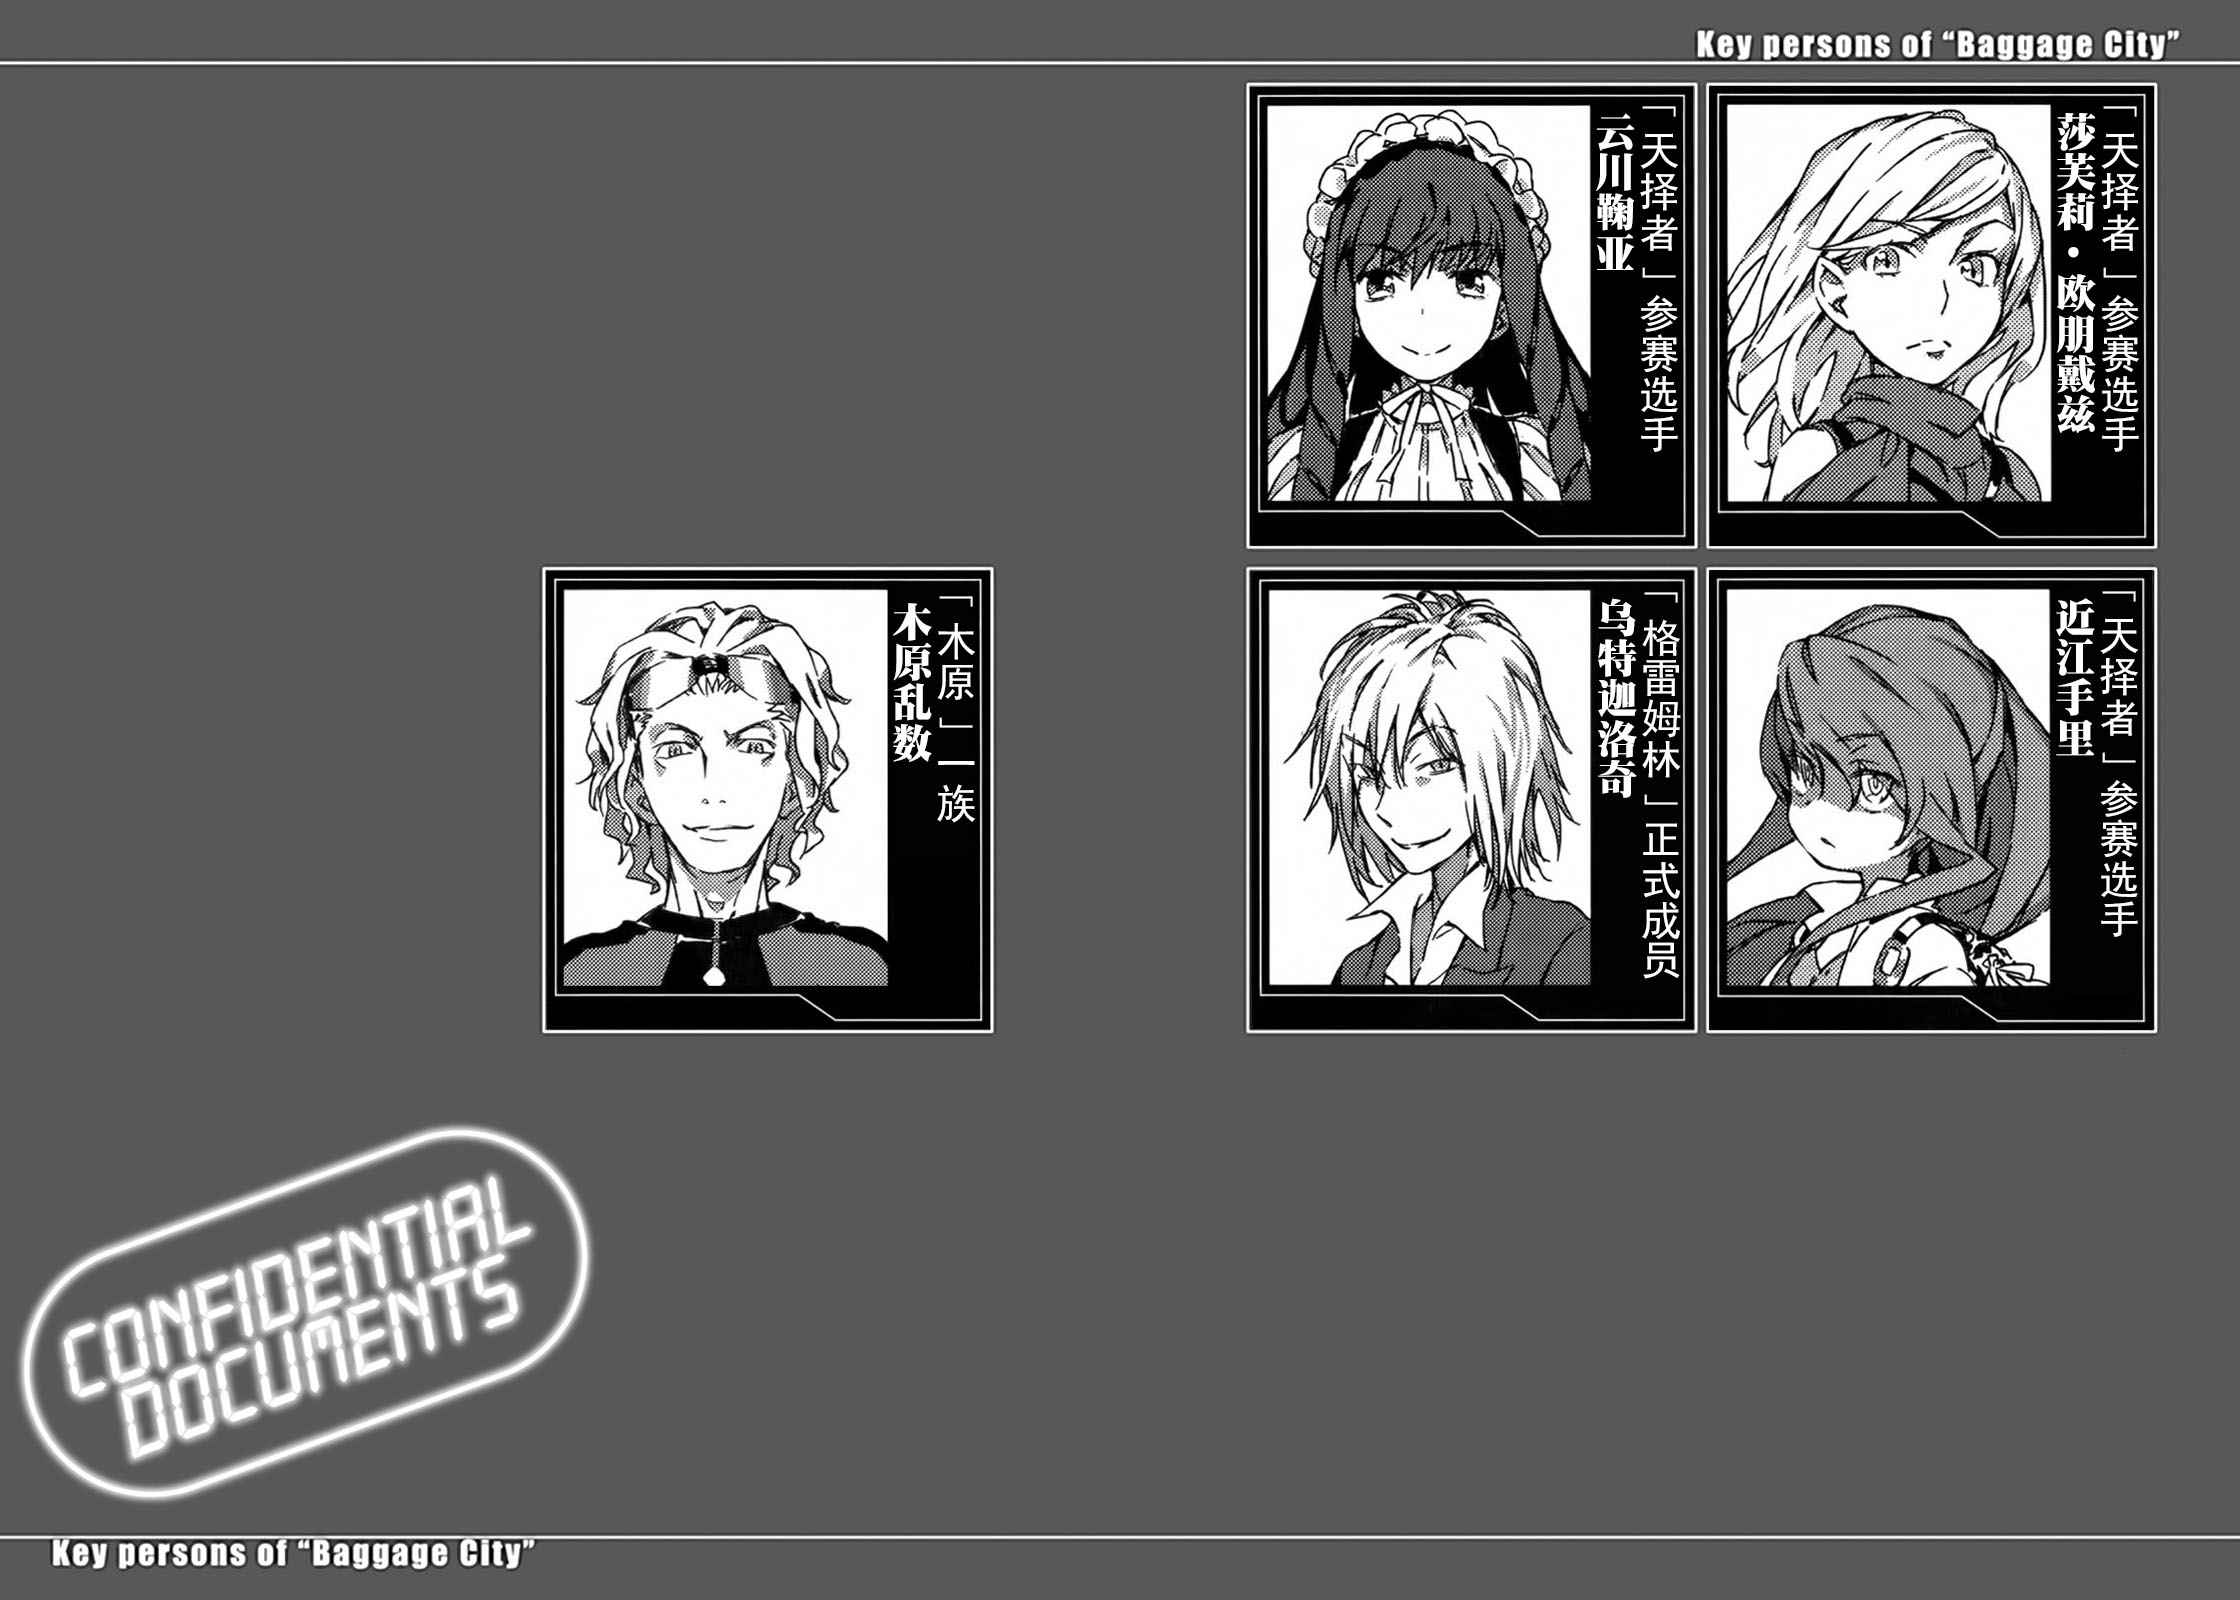 Key persons of “Baggage City”
「天择者」参赛选手
莎芙莉·欧朋戴兹
「天择者」参赛选手
云川鞠亚
「天择者」参赛选手
近江手里
「格雷姆林」正式成员
乌特迦洛奇
「木原」一族
木原乱数
CONFIDENTIAL
DOCUMENTS
Key persons of “Baggage City”